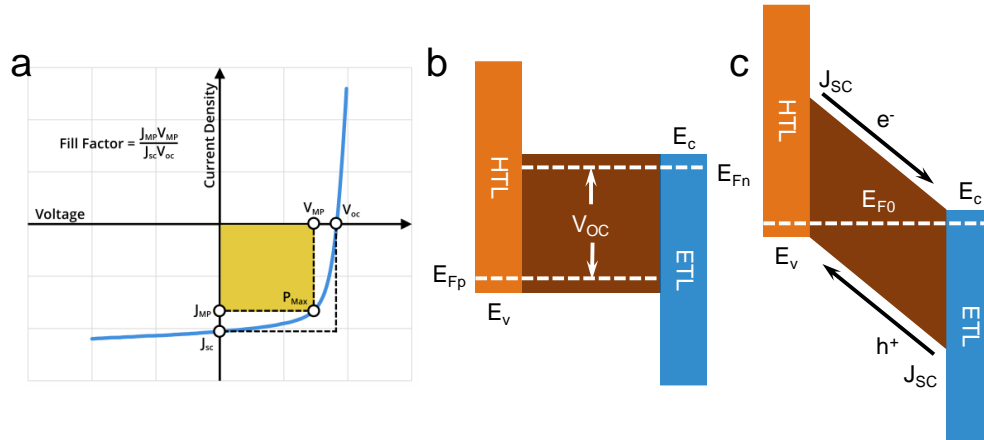 a
Current Density
Fill Factor = J_MP V_MP / J_sc V_oc
Voltage
V_MP
V_oc
J_MP
P_Max
J_sc
b
HTL
E_c
E_Fn
V_OC
E_Fp
E_v
ETL
c
J_SC
HTL
e-
E_c
E_F0
E_v
ETL
h+
J_SC